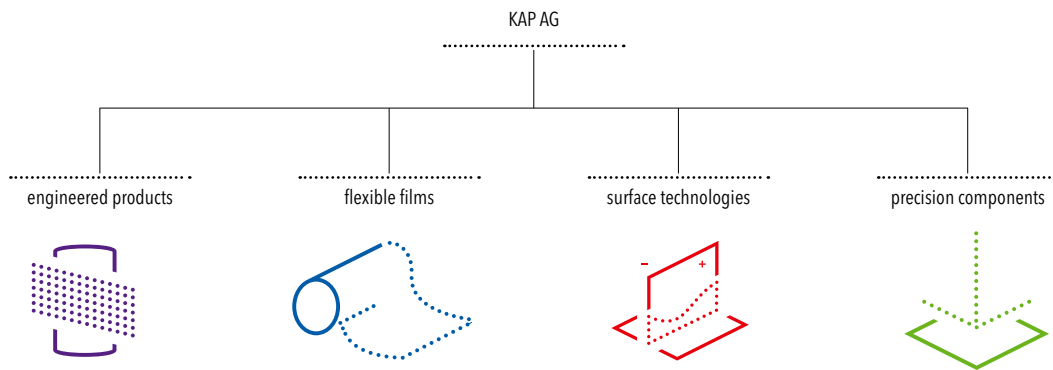 KAP AG
engineered products
flexible films
surface technologies
precision components
− +